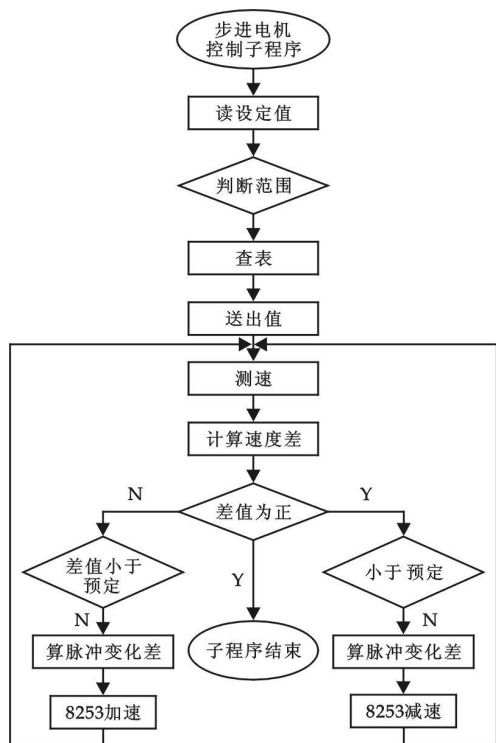 步进电机
控制子程序
读设定值
判断范围
查表
送出值
测速
计算速度差
N
差值为正
Y
差值小于
预定
Y
小于 预定
N
N
算脉冲变化差
子程序结束
算脉冲变化差
8253加速
8253减速